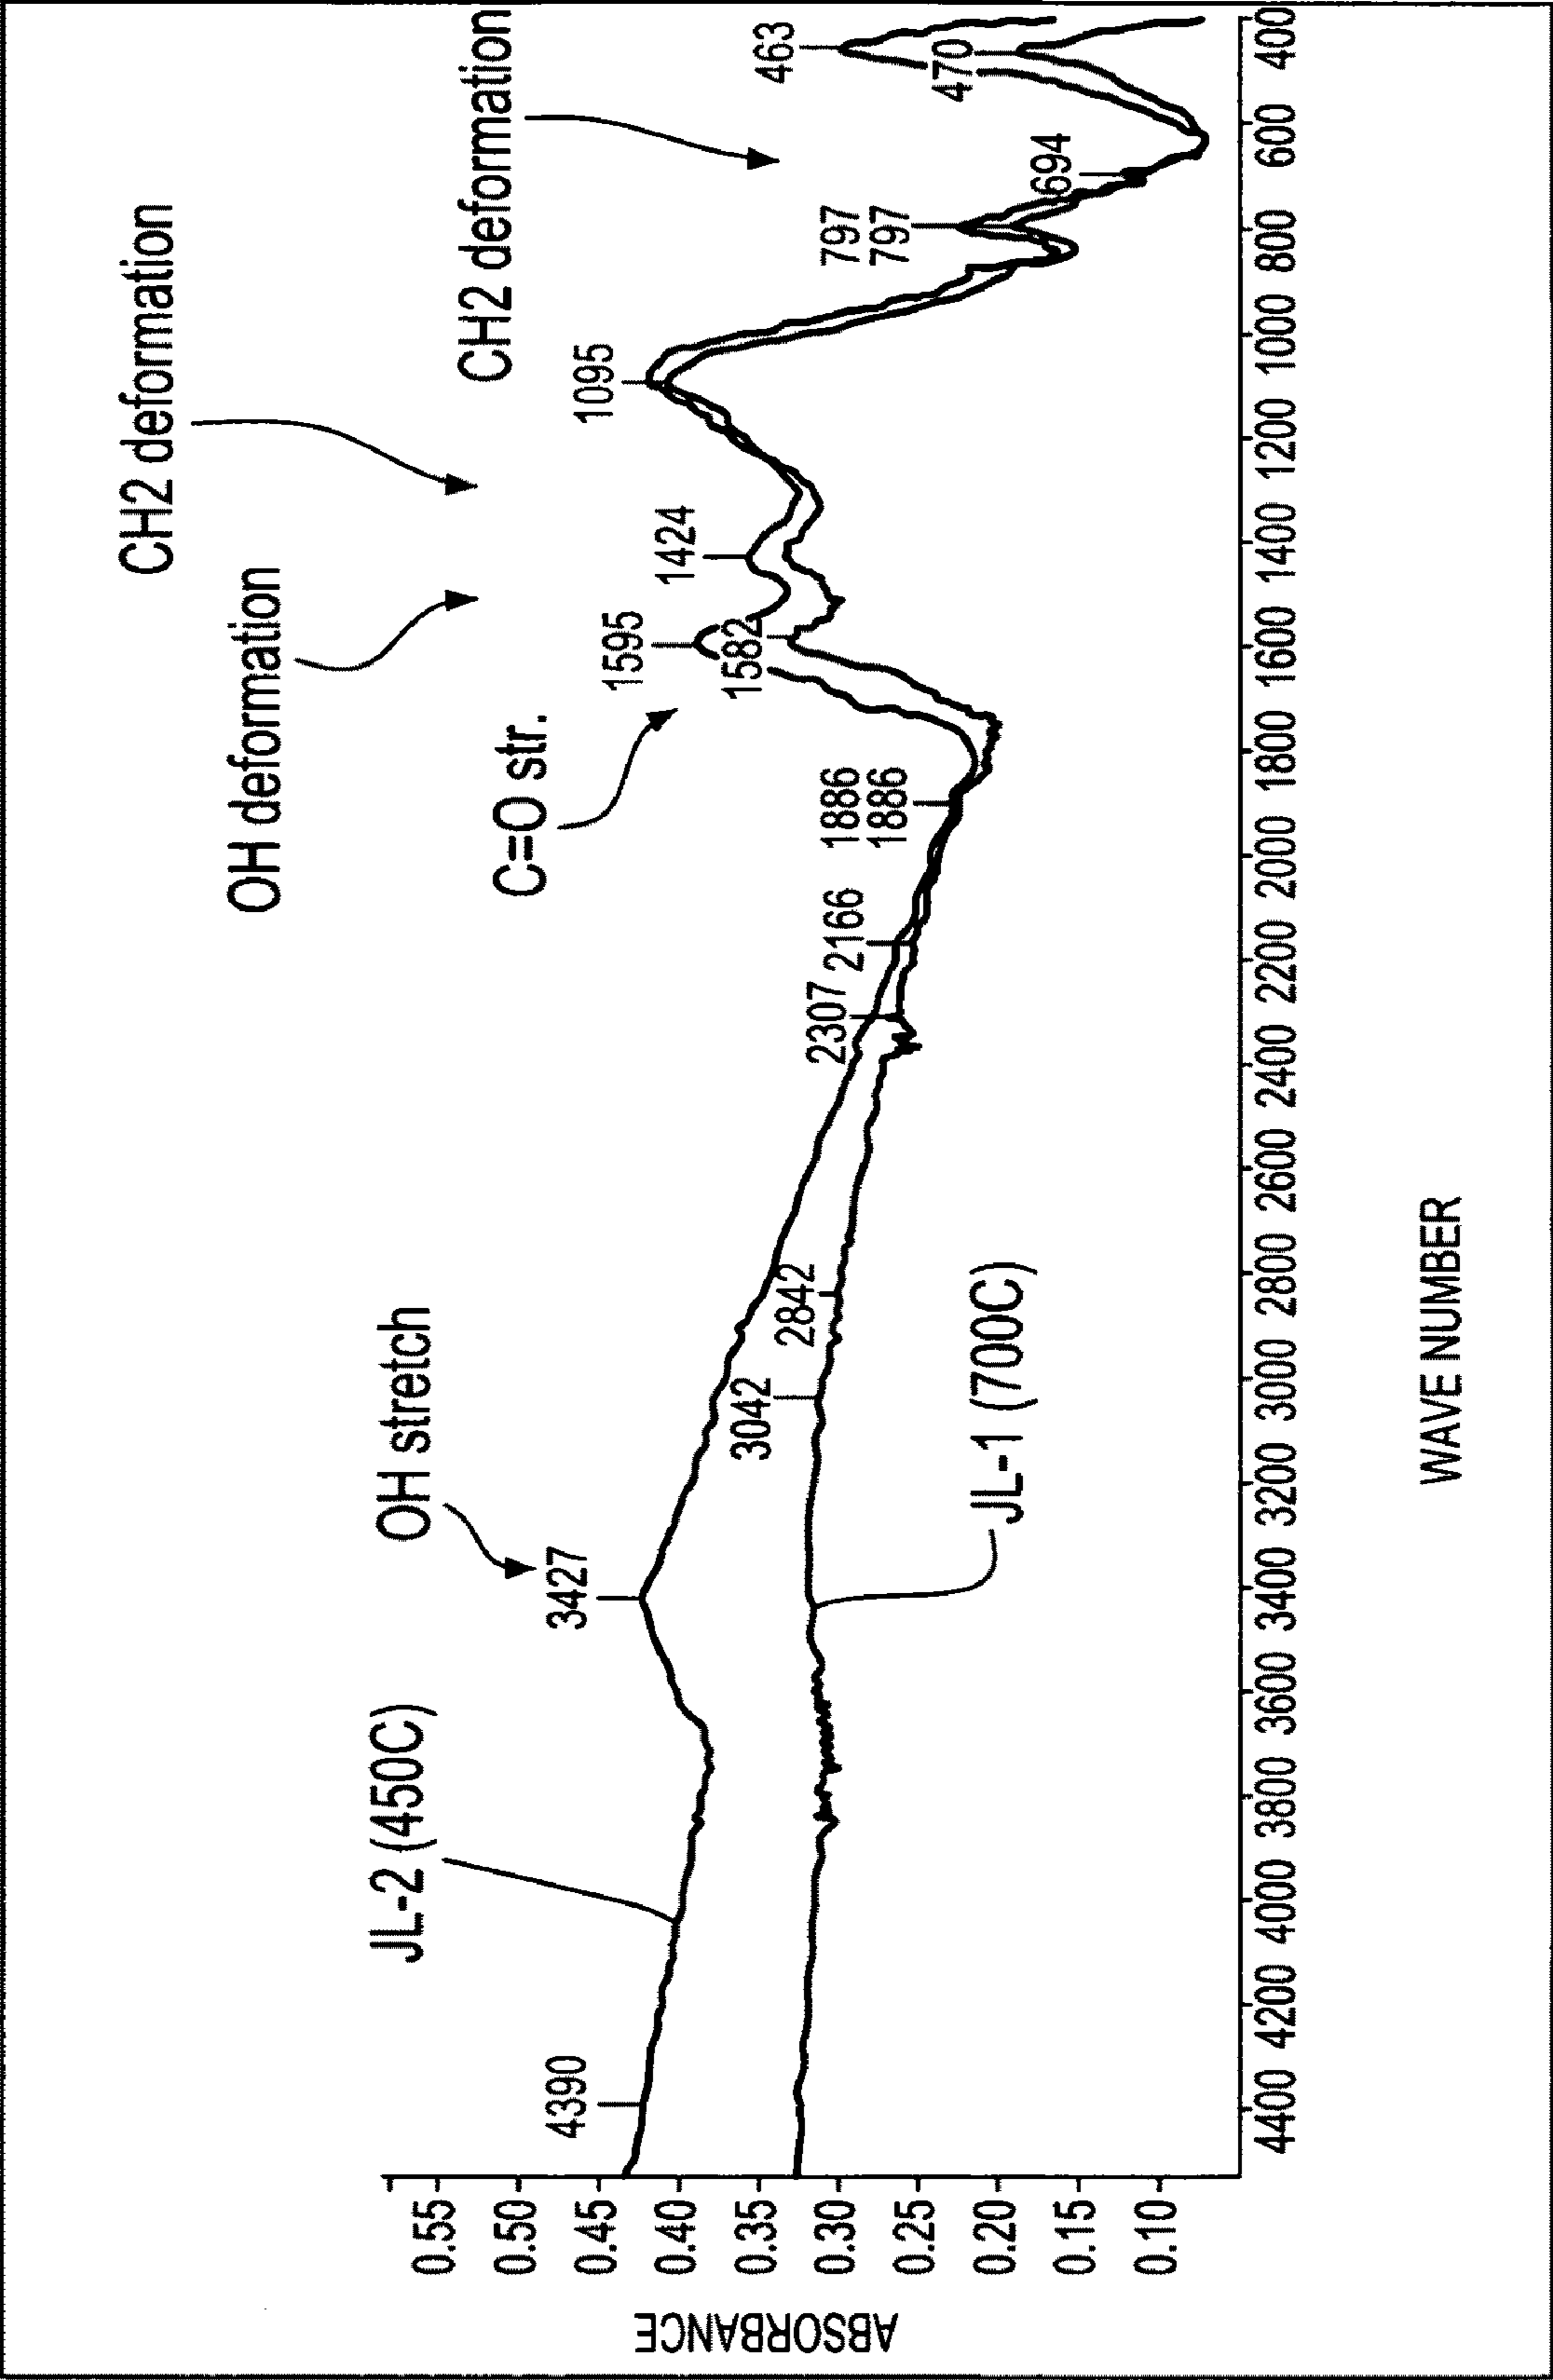 CH2 deformation
OH deformation
CH2 deformation
C=O str.
OH stretch
JL-2 (450C)
JL-1 (700C)
4390
3427
3042
2842
2307
2166
1886
1886
1595
1582
1424
1095
797
797
694
463
470
ABSORBANCE
0.55
0.50
0.45
0.40
0.35
0.30
0.25
0.20
0.15
0.10
4400 4200 4000 3800 3600 3400 3200 3000 2800 2600 2400 2200 2000 1800 1600 1400 1200 1000 800 600 400
WAVE NUMBER